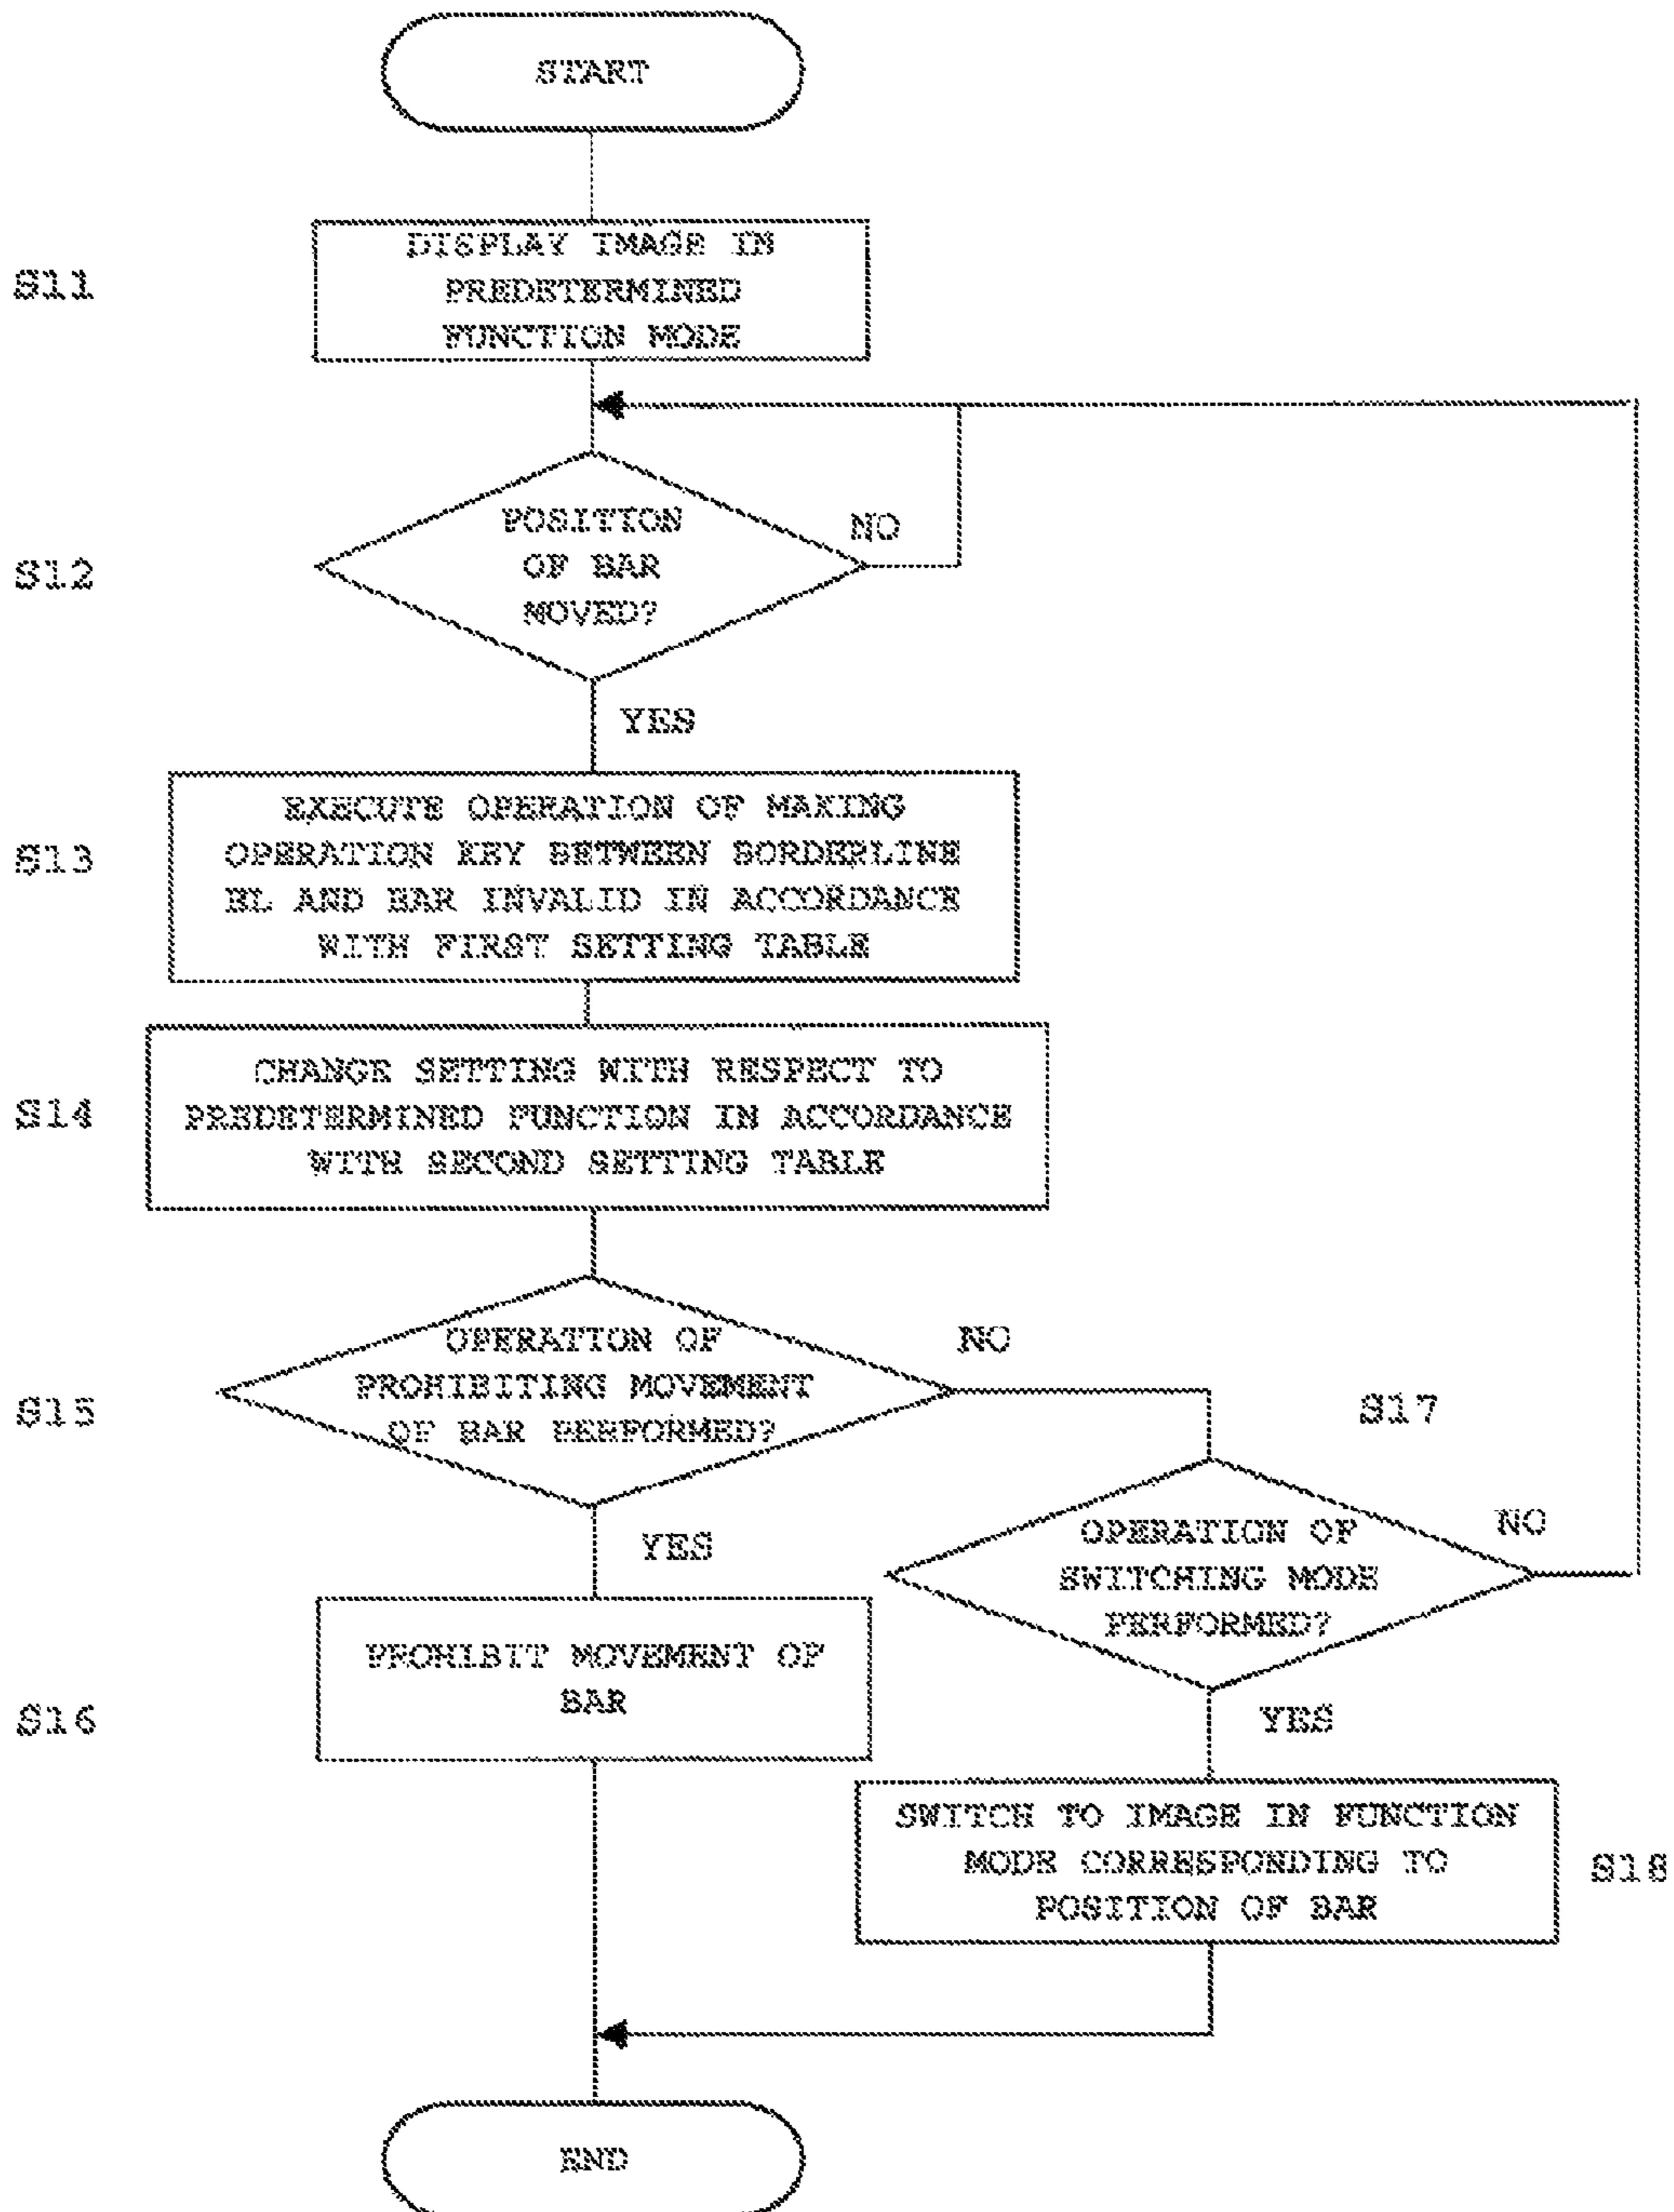 START
S11
DISPLAY IMAGE IN
PREDETERMINED
FUNCTION MODE
S12
POSITION
OF BAR
MOVED?
NO
YES
S13
EXECUTE OPERATION OF MAKING
OPERATION KEY BETWEEN BORDERLINE
BL AND BAR INVALID IN ACCORDANCE
WITH FIRST SETTING TABLE
S14
CHANGE SETTING WITH RESPECT TO
PREDETERMINED FUNCTION IN ACCORDANCE
WITH SECOND SETTING TABLE
S15
OPERATION OF
PROHIBITING MOVEMENT
OF BAR PERFORMED?
NO
YES
S17
OPERATION OF
SWITCHING MODE
PERFORMED?
NO
YES
S16
PROHIBIT MOVEMENT OF
BAR
SWITCH TO IMAGE IN FUNCTION
MODE CORRESPONDING TO
POSITION OF BAR
S18
END